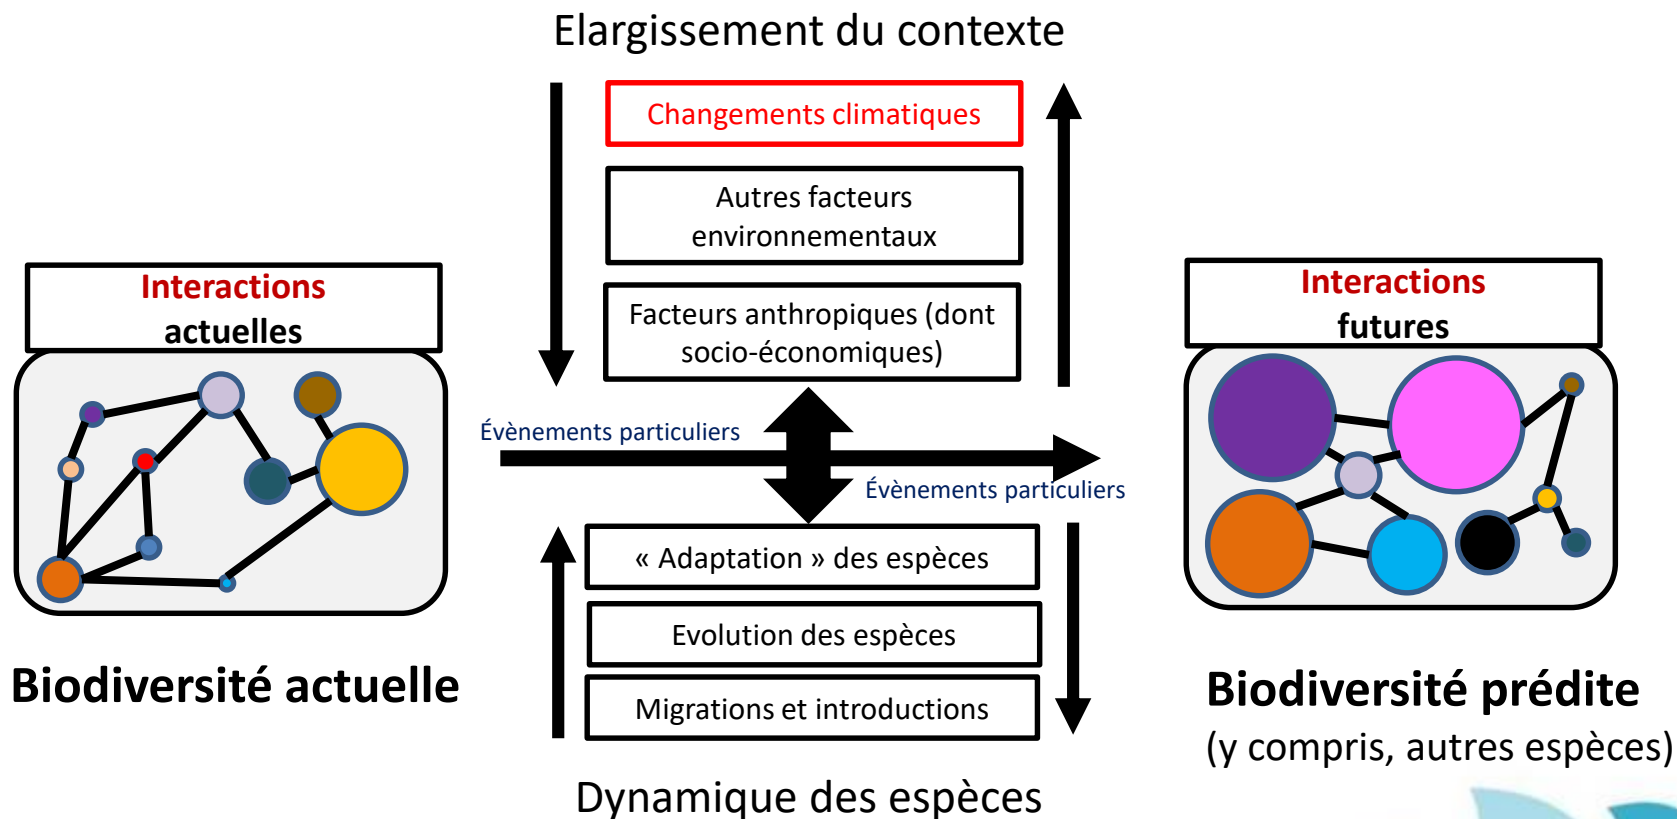 Elargissement du contexte
Changements climatiques
Autres facteurs
environnementaux
Facteurs anthropiques (dont
socio-économiques)
Interactions
actuelles
Interactions
futures
Évènements particuliers
Évènements particuliers
« Adaptation » des espèces
Evolution des espèces
Migrations et introductions
Biodiversité actuelle
Biodiversité prédite
(y compris, autres espèces)
Dynamique des espèces